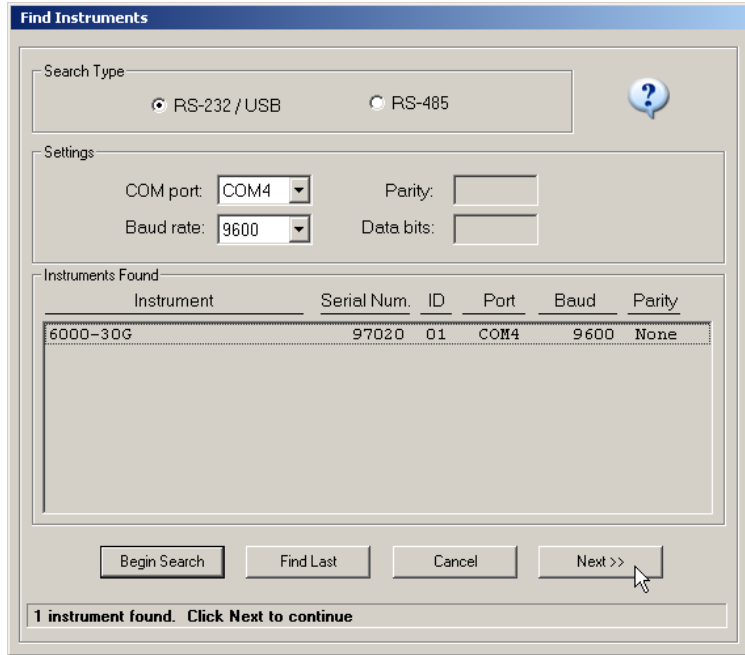 Find Instruments
Search Type
RS-232 / USB RS-485
?
Settings
COM port: COM4 Parity:
Baud rate: 9600 Data bits:
Instruments Found
Instrument Serial Num. ID Port Baud Parity
6000-30G 97020 01 COM4 9600 None
Begin Search Find Last Cancel Next >>
1 instrument found. Click Next to continue